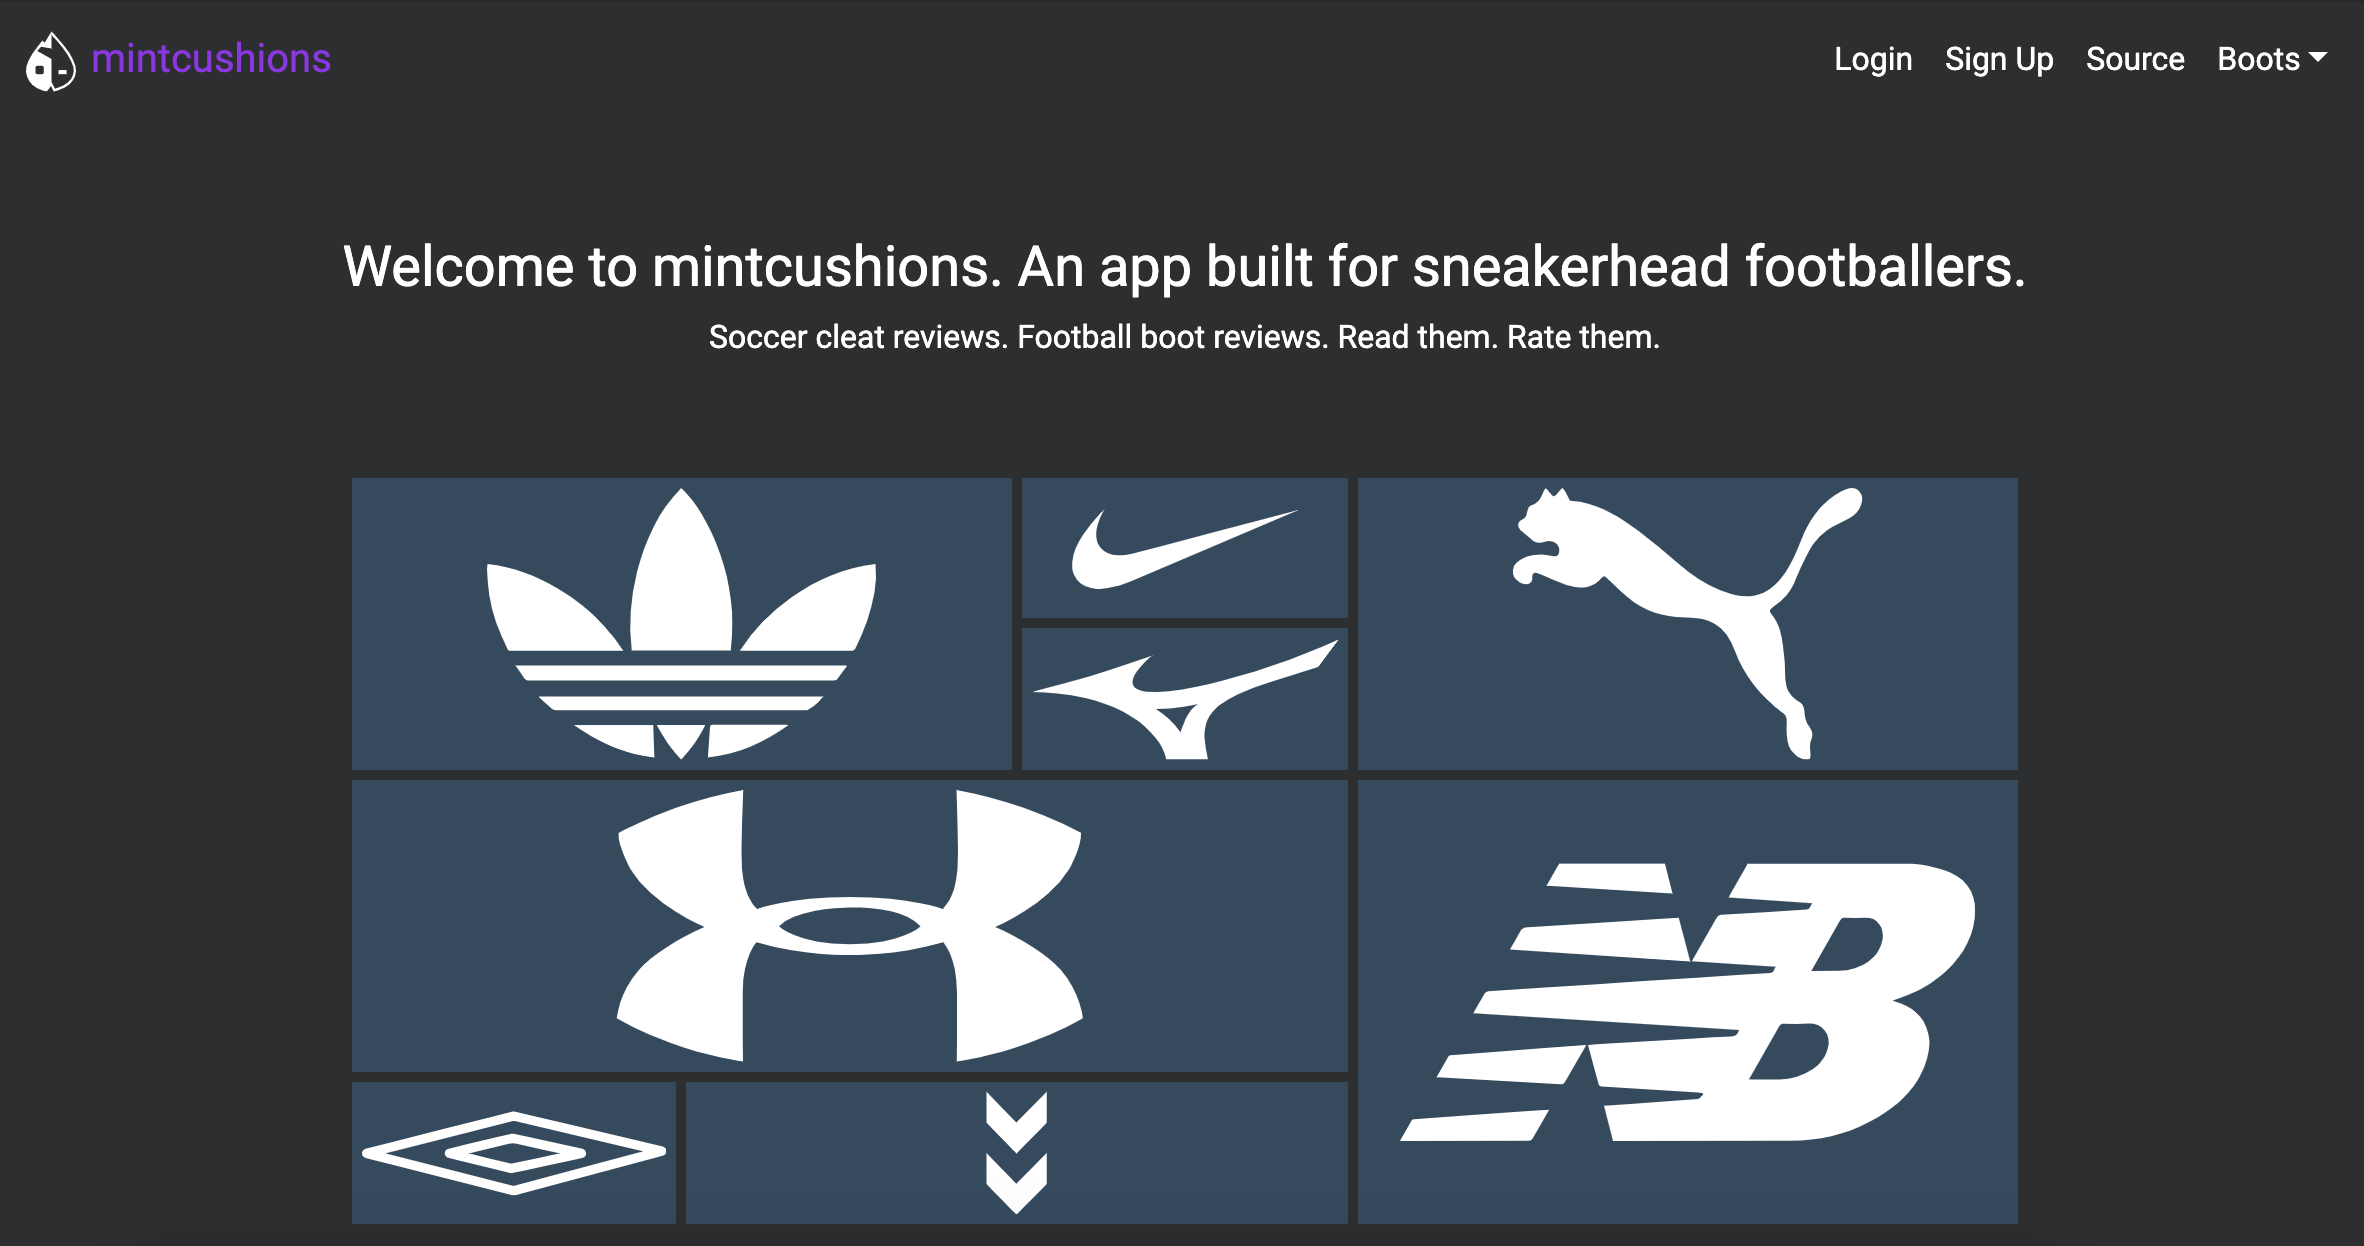 mintcushions
Login Sign Up Source Boots
Welcome to mintcushions. An app built for sneakerhead footballers.
Soccer cleat reviews. Football boot reviews. Read them. Rate them.
NB